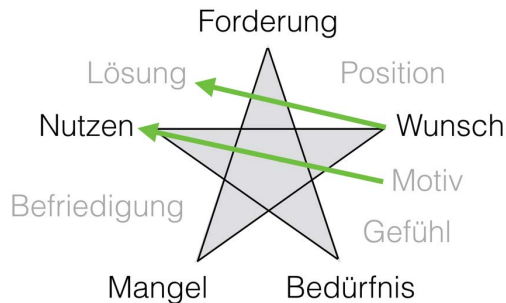 Forderung
Lösung
Position
Nutzen
Wunsch
Motiv
Befriedigung
Gefühl
Mangel
Bedürfnis